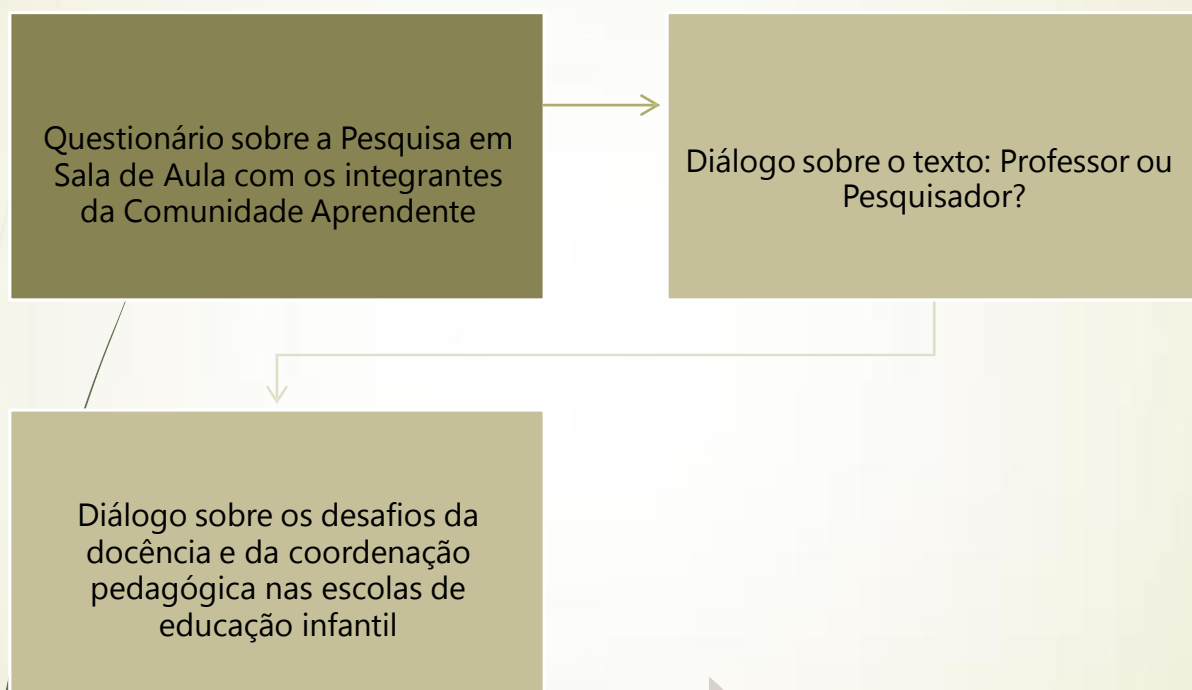 Questionário sobre a Pesquisa em
Sala de Aula com os integrantes
da Comunidade Aprendente
Diálogo sobre o texto: Professor ou
Pesquisador?
Diálogo sobre os desafios da
docência e da coordenação
pedagógica nas escolas de
educação infantil